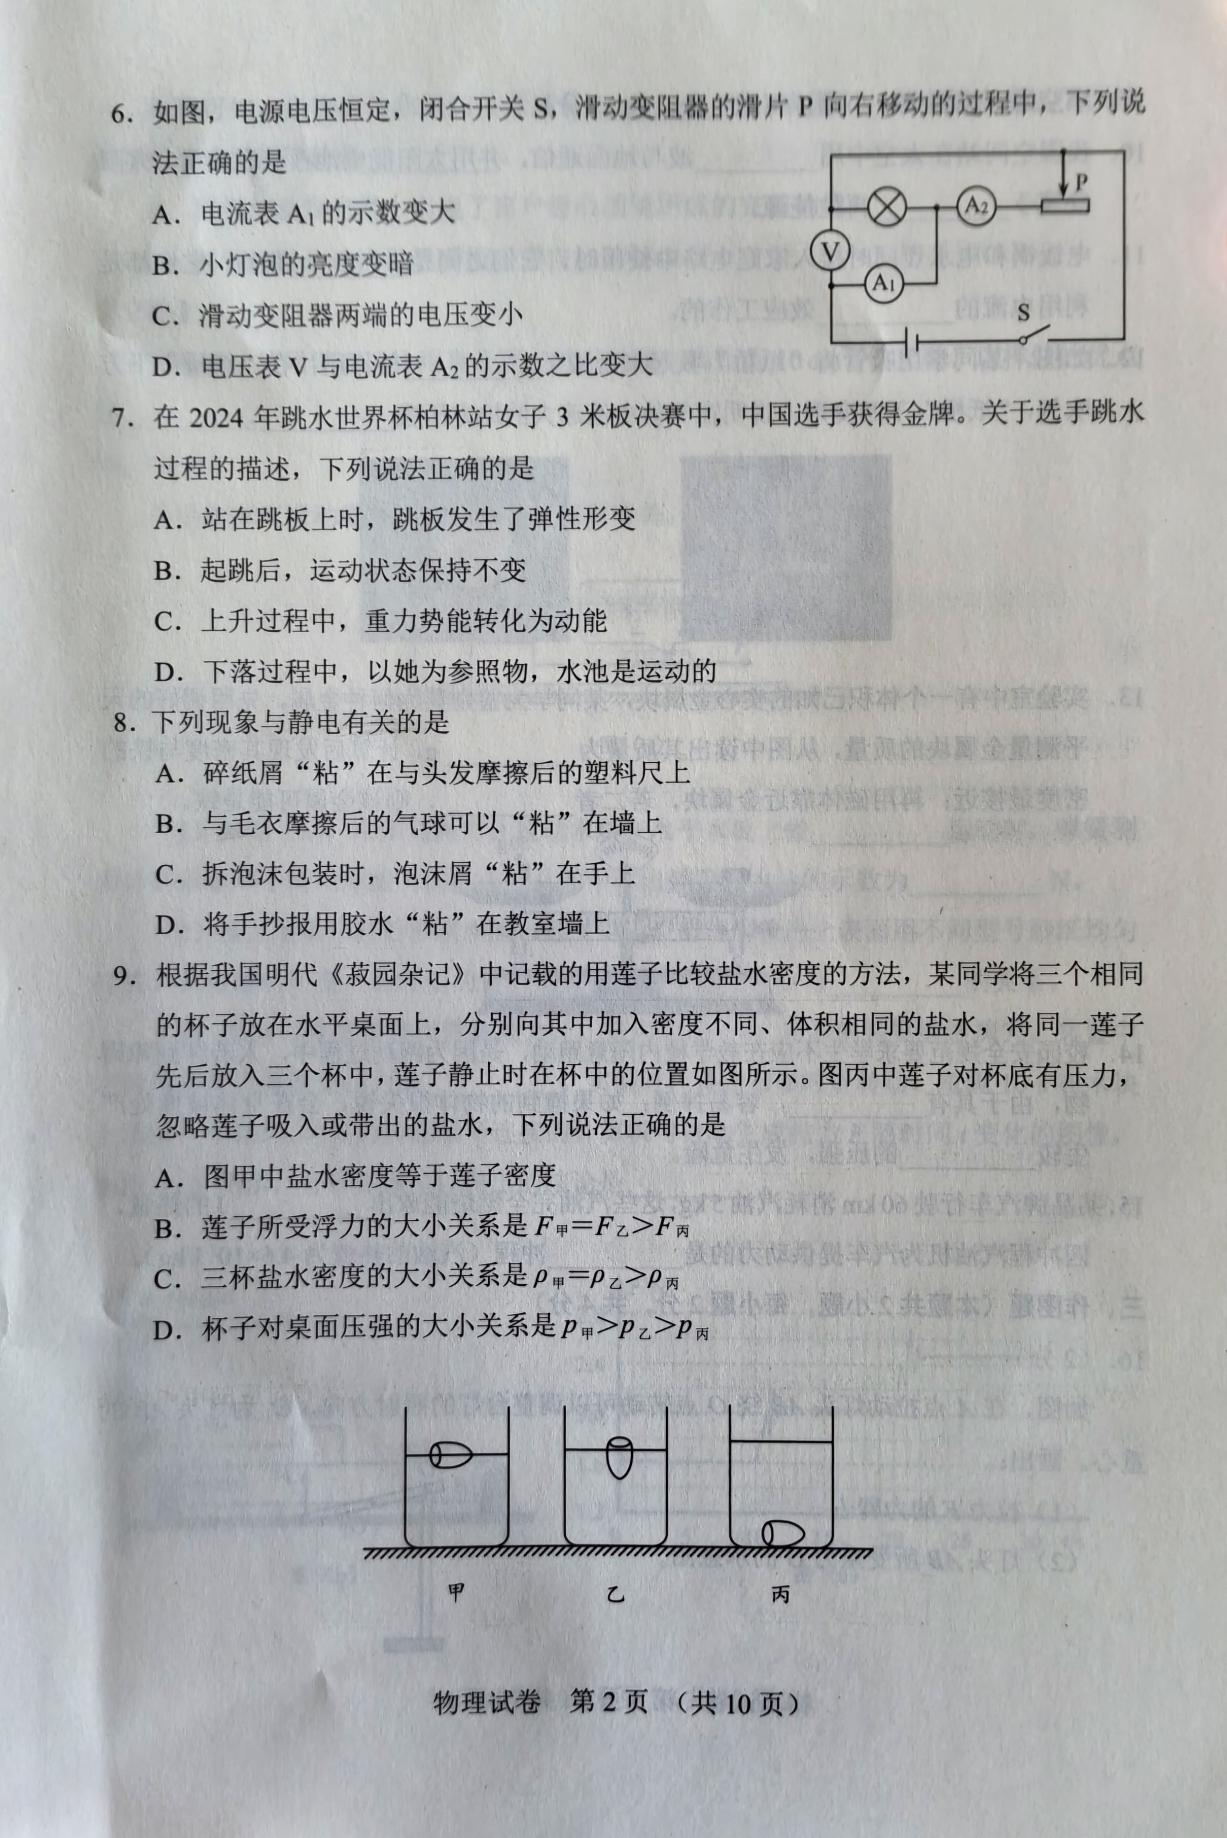 6．如图，电源电压恒定，闭合开关 S，滑动变阻器的滑片 P 向右移动的过程中，下列说
法正确的是
A．电流表 A₁ 的示数变大
B．小灯泡的亮度变暗
C．滑动变阻器两端的电压变小
D．电压表 V 与电流表 A₂ 的示数之比变大
P
A₂
V
A₁
S
7．在 2024 年跳水世界杯柏林站女子 3 米板决赛中，中国选手获得金牌。关于选手跳水
过程的描述，下列说法正确的是
A．站在跳板上时，跳板发生了弹性形变
B．起跳后，运动状态保持不变
C．上升过程中，重力势能转化为动能
D．下落过程中，以她为参照物，水池是运动的
8．下列现象与静电有关的是
A．碎纸屑“粘”在与头发摩擦后的塑料尺上
B．与毛衣摩擦后的气球可以“粘”在墙上
C．拆泡沫包装时，泡沫屑“粘”在手上
D．将手抄报用胶水“粘”在教室墙上
9．根据我国明代《菽园杂记》中记载的用莲子比较盐水密度的方法，某同学将三个相同
的杯子放在水平桌面上，分别向其中加入密度不同、体积相同的盐水，将同一莲子
先后放入三个杯中，莲子静止时在杯中的位置如图所示。图丙中莲子对杯底有压力，
忽略莲子吸入或带出的盐水，下列说法正确的是
A．图甲中盐水密度等于莲子密度
B．莲子所受浮力的大小关系是 F甲＝F乙＞F丙
C．三杯盐水密度的大小关系是 ρ甲＝ρ乙＞ρ丙
D．杯子对桌面压强的大小关系是 p甲＞p乙＞p丙
甲 乙 丙
物理试卷 第 2 页 （共 10 页）